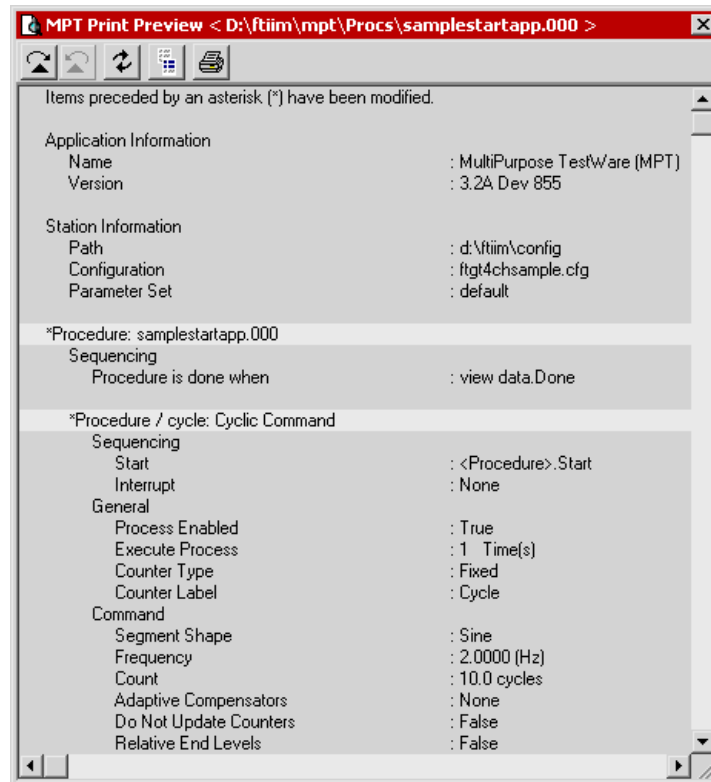 MPT Print Preview < D:\ftiim\mpt\Procs\samplestartapp.000 >
Items preceded by an asterisk (*) have been modified.
Application Information
Name : MultiPurpose TestWare (MPT)
Version : 3.2A Dev 855
Station Information
Path : d:\ftiim\config
Configuration : ftgt4chsample.cfg
Parameter Set : default
*Procedure: samplestartapp.000
Sequencing
Procedure is done when : view data.Done
*Procedure / cycle: Cyclic Command
Sequencing
Start : <Procedure>.Start
Interrupt : None
General
Process Enabled : True
Execute Process : 1 Time(s)
Counter Type : Fixed
Counter Label : Cycle
Command
Segment Shape : Sine
Frequency : 2.0000 (Hz)
Count : 10.0 cycles
Adaptive Compensators : None
Do Not Update Counters : False
Relative End Levels : False